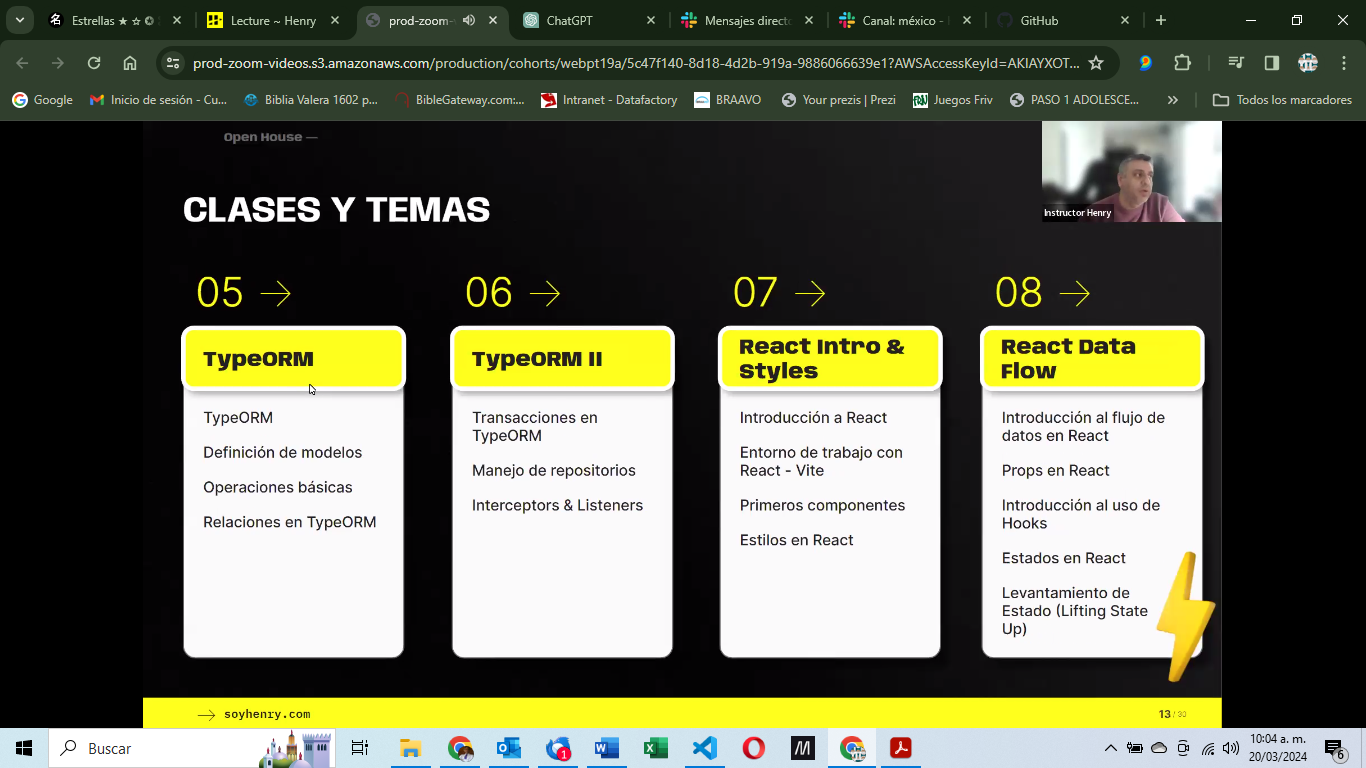 Estrellas ★ ☆ ✪
Lecture ~ Henry
prod-zoom-
ChatGPT
Mensajes direct
Canal: méxico -
GitHub
prod-zoom-videos.s3.amazonaws.com/production/cohorts/webpt19a/5c47f140-8d18-4d2b-919a-9886066639e1?AWSAccessKeyId=AKIAYXOT...
Google
Inicio de sesión - Cu...
Biblia Valera 1602 p...
BibleGateway.com:...
Intranet - Datafactory
BRAAVO
Your prezis | Prezi
Juegos Friv
PASO 1 ADOLESCE...
»
Todos los marcadores
Open House —
CLASES Y TEMAS
Instructor Henry
05 →
TypeORM
TypeORM
Definición de modelos
Operaciones básicas
Relaciones en TypeORM
06 →
TypeORM II
Transacciones en
TypeORM
Manejo de repositorios
Interceptors & Listeners
07 →
React Intro &
Styles
Introducción a React
Entorno de trabajo con
React - Vite
Primeros componentes
Estilos en React
08 →
React Data
Flow
Introducción al flujo de
datos en React
Props en React
Introducción al uso de
Hooks
Estados en React
Levantamiento de
Estado (Lifting State
Up)
→ soyhenry.com
13 / 30
Buscar
1
10:04 a. m.
20/03/2024
6